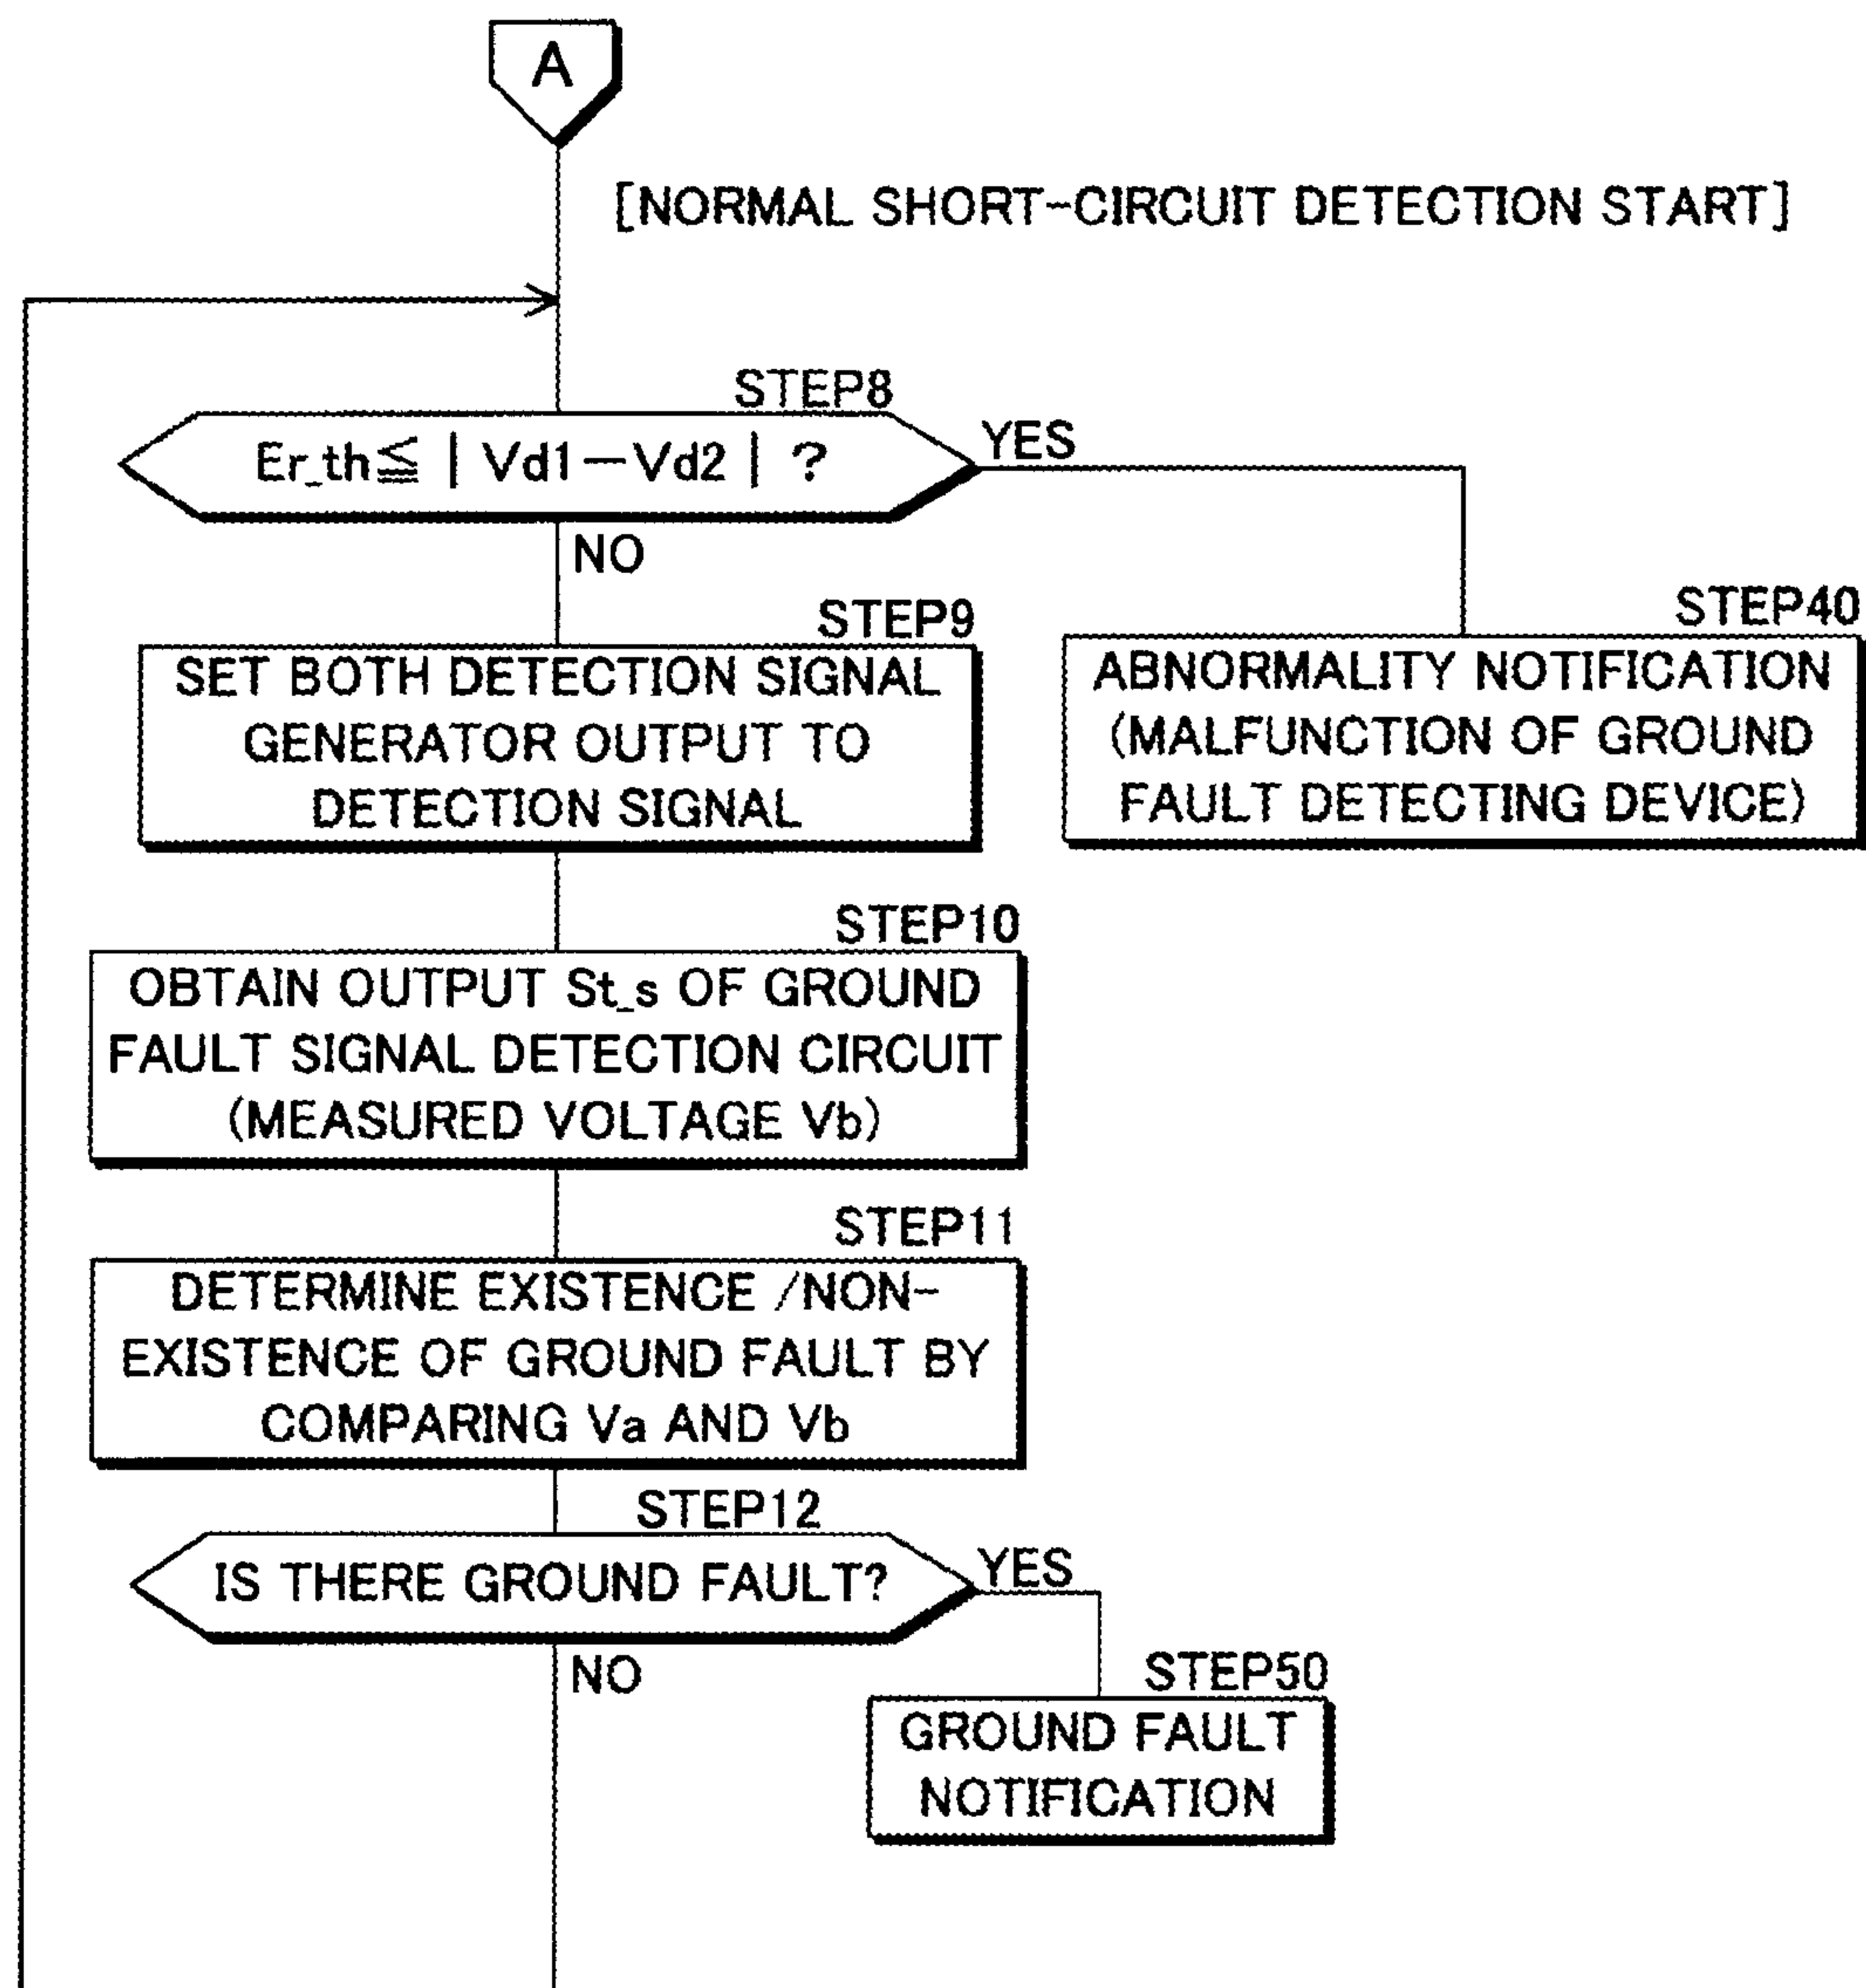 A
[NORMAL SHORT-CIRCUIT DETECTION START]
STEP8
Er_th≦ | Vd1-Vd2 | ?
YES
NO
STEP9
SET BOTH DETECTION SIGNAL
GENERATOR OUTPUT TO
DETECTION SIGNAL
STEP40
ABNORMALITY NOTIFICATION
(MALFUNCTION OF GROUND
FAULT DETECTING DEVICE)
STEP10
OBTAIN OUTPUT St_s OF GROUND
FAULT SIGNAL DETECTION CIRCUIT
(MEASURED VOLTAGE Vb)
STEP11
DETERMINE EXISTENCE /NON-
EXISTENCE OF GROUND FAULT BY
COMPARING Va AND Vb
STEP12
IS THERE GROUND FAULT?
YES
NO
STEP50
GROUND FAULT
NOTIFICATION